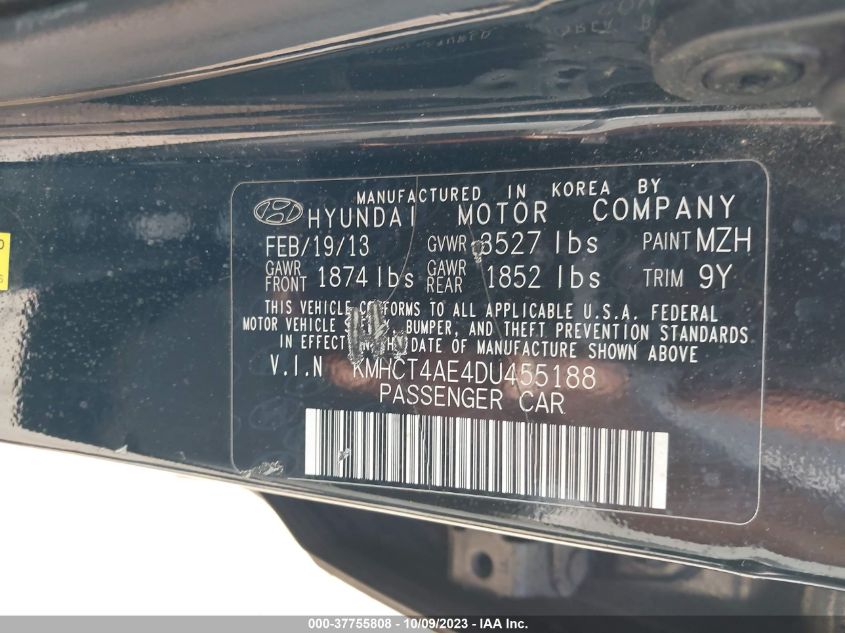 MANUFACTURED IN KOREA BY
HYUNDAI MOTOR COMPANY
FEB/19/13 GVWR 3527 lbs PAINT MZH
GAWR FRONT 1874 lbs GAWR REAR 1852 lbs TRIM 9Y
THIS VEHICLE CONFORMS TO ALL APPLICABLE U.S.A. FEDERAL
MOTOR VEHICLE BUMPER, AND THEFT PREVENTION STANDARDS
IN EFFECT ON THE DATE OF MANUFACTURE SHOWN ABOVE
V.I.N KMHCT4AE4DU455188
PASSENGER CAR
000-37755808 - 10/09/2023 - IAA Inc.